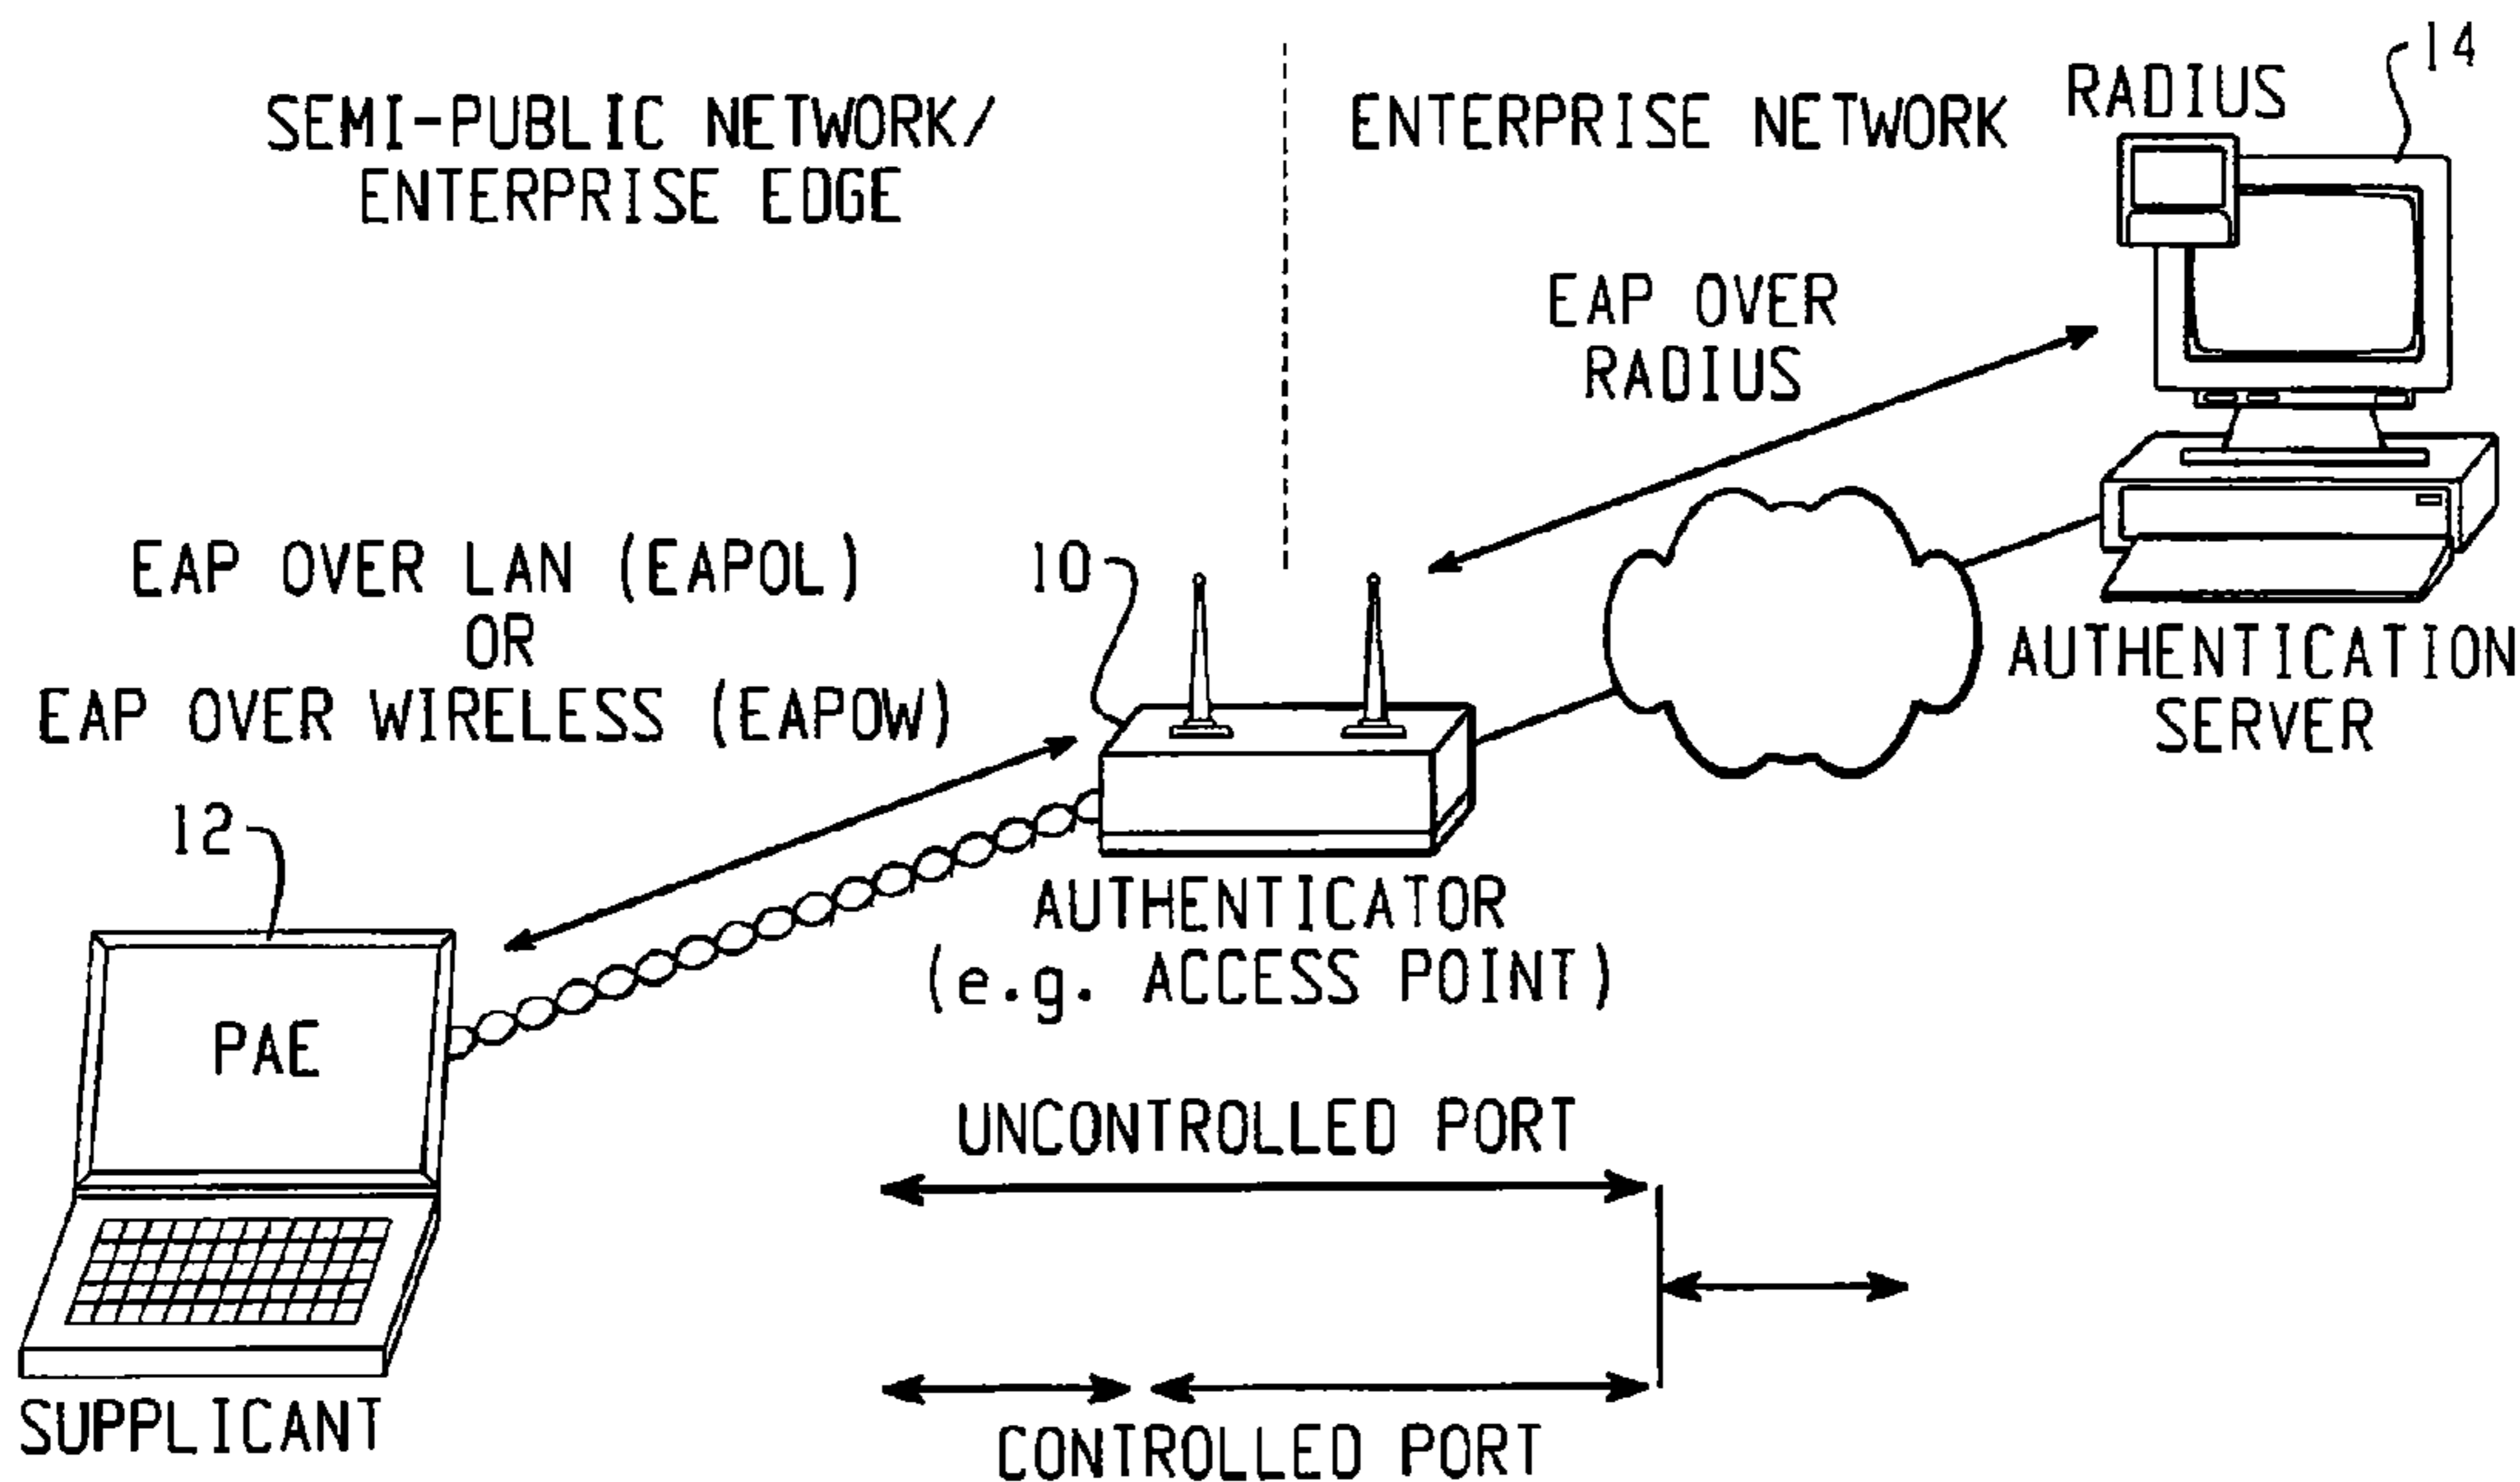 SEMI-PUBLIC NETWORK/
ENTERPRISE EDGE
ENTERPRISE NETWORK
RADIUS
14
EAP OVER
RADIUS
EAP OVER LAN (EAPOL)
OR
EAP OVER WIRELESS (EAPOW)
10
AUTHENTICATION
SERVER
12
AUTHENTICATOR
(e.g. ACCESS POINT)
PAE
SUPPLICANT
UNCONTROLLED PORT
CONTROLLED PORT